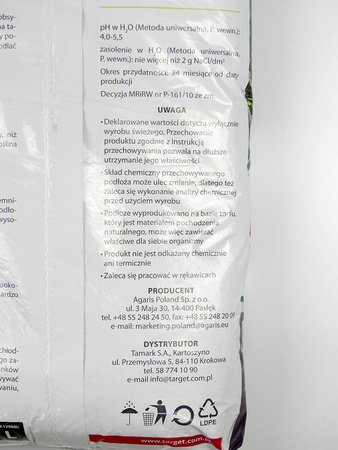 pH w H₂O (Metoda uniwersalna, P. wewn.):
4,0-5,5
zasolenie w H₂O (Metoda uniwersalna,
P. wewn.): nie więcej niż 2 g NaCl/dm³
Okres przydatności: 24 miesiące od daty
produkcji
Decyzja MRiRW nr P-161/10 ze zm.
UWAGA
• Deklarowane wartości dotyczą wyłącznie
wyrobu świeżego. Przechowanie
produktu zgodnie z Instrukcją
przechowywania pozwala na dłuższe
utrzymanie jego właściwości
• Skład chemiczny przechowywanego
podłoża może ulec zmianie, dlatego też
zaleca się wykonanie analizy chemicznej
przed użyciem wyrobu
• Podłoże wyprodukowano na bazie torfu,
który jest materiałem pochodzenia
naturalnego, może więc zawierać
właściwe dla siebie organizmy
• Produkt nie jest odkażany chemicznie
ani termicznie
• Zaleca się pracować w rękawicach
PRODUCENT
Agaris Poland Sp. z o.o.
ul. 3 Maja 30, 14-400 Pasłęk
tel. +48 55 248 24 50, fax: +48 55 248 20 09
e-mail: marketing.poland@agaris.eu
DYSTRYBUTOR
Tamark S.A., Kartoszyno
ul. Przemysłowa 5, 84-110 Krokowa
tel. 58 774 10 90
e-mail info@target.com.pl
LDPE
www.target.com